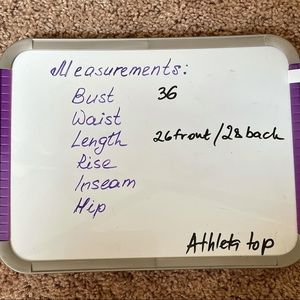 Measurements:
Bust 36
Waist
Length 26front/28back
Rise
Inseam
Hip
Athleta top